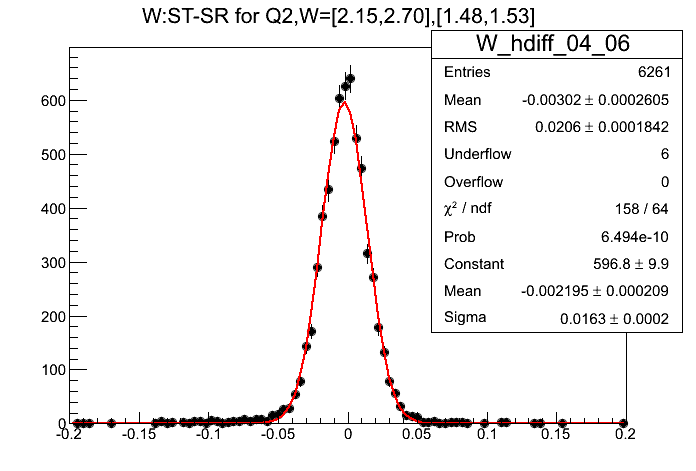 W:ST-SR for Q2,W=[2.15,2.70],[1.48,1.53]
W_hdiff_04_06
Entries 6261
Mean -0.00302 ± 0.0002605
RMS 0.0206 ± 0.0001842
Underflow 6
Overflow 0
χ² / ndf 158 / 64
Prob 6.494e-10
Constant 596.8 ± 9.9
Mean -0.002195 ± 0.000209
Sigma 0.0163 ± 0.0002
600
500
400
300
200
100
0
-0.2 -0.15 -0.1 -0.05 0 0.05 0.1 0.15 0.2